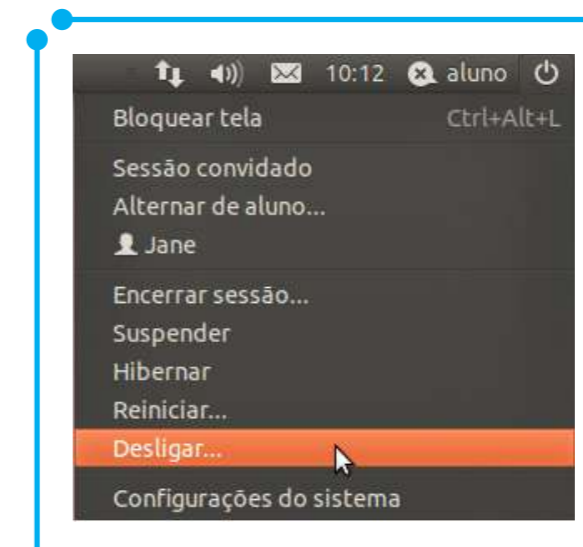 10:12 aluno
Bloquear tela Ctrl+Alt+L
Sessão convidado
Alternar de aluno...
Jane
Encerrar sessão...
Suspender
Hibernar
Reiniciar...
Desligar...
Configurações do sistema